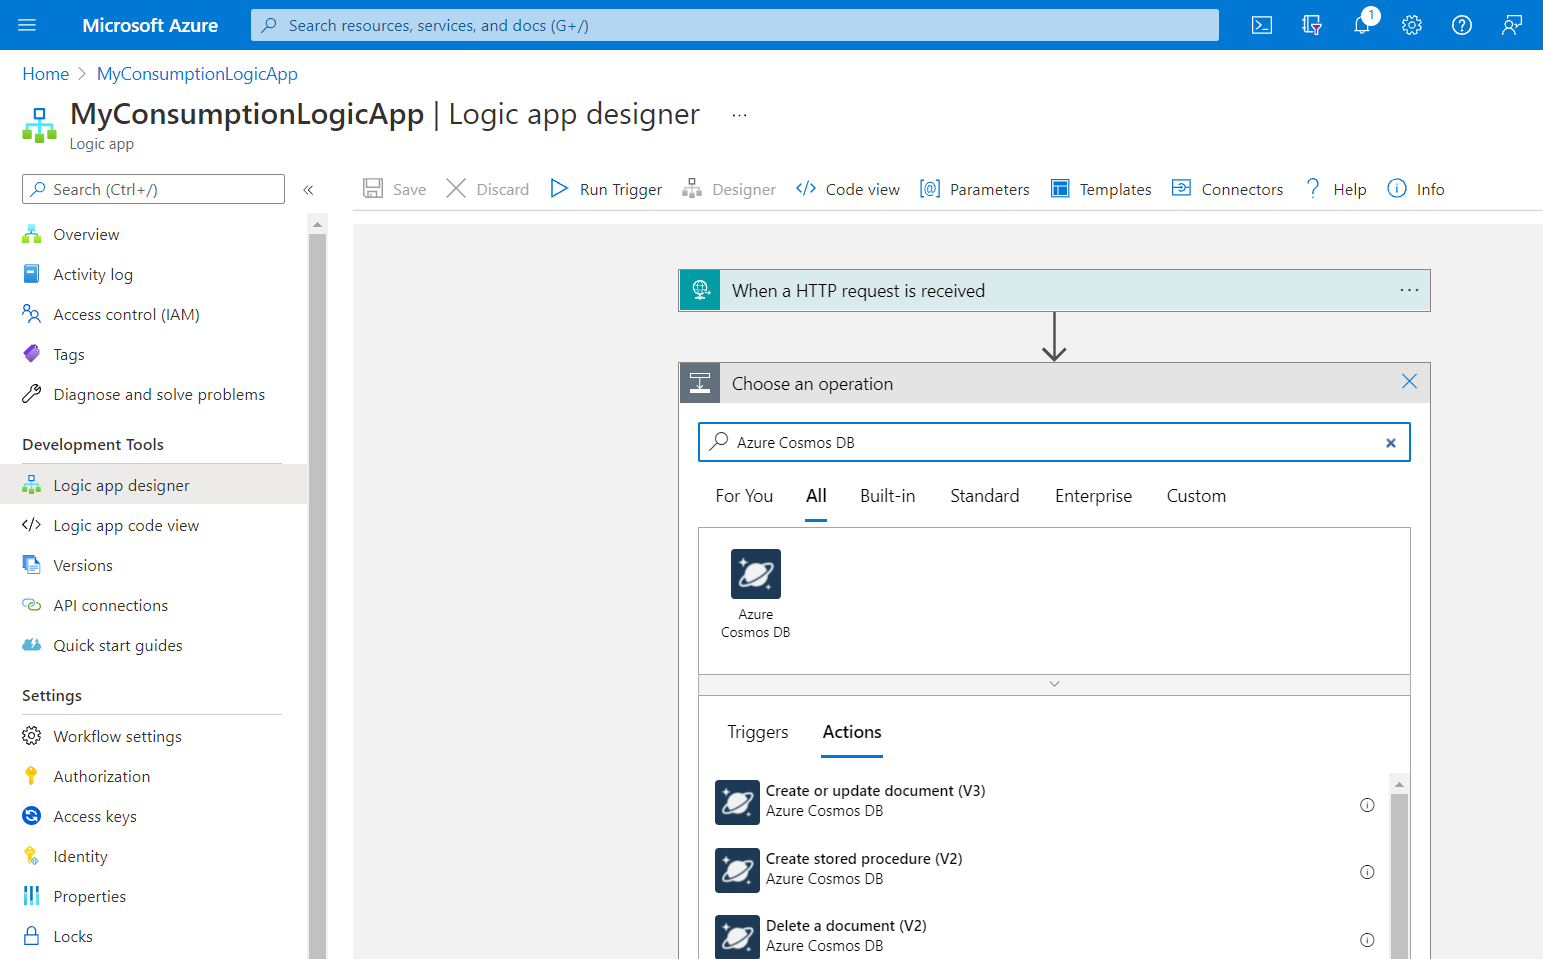 Microsoft Azure
Search resources, services, and docs (G+/)
1
Home > MyConsumptionLogicApp
MyConsumptionLogicApp | Logic app designer ...
Logic app
Search (Ctrl+/)
«
Save
Discard
Run Trigger
Designer
Code view
Parameters
Templates
Connectors
Help
Info
Overview
Activity log
Access control (IAM)
Tags
Diagnose and solve problems
Development Tools
Logic app designer
Logic app code view
Versions
API connections
Quick start guides
Settings
Workflow settings
Authorization
Access keys
Identity
Properties
Locks
When a HTTP request is received
Choose an operation
Azure Cosmos DB
For You
All
Built-in
Standard
Enterprise
Custom
Azure
Cosmos DB
Triggers
Actions
Create or update document (V3)
Azure Cosmos DB
Create stored procedure (V2)
Azure Cosmos DB
Delete a document (V2)
Azure Cosmos DB